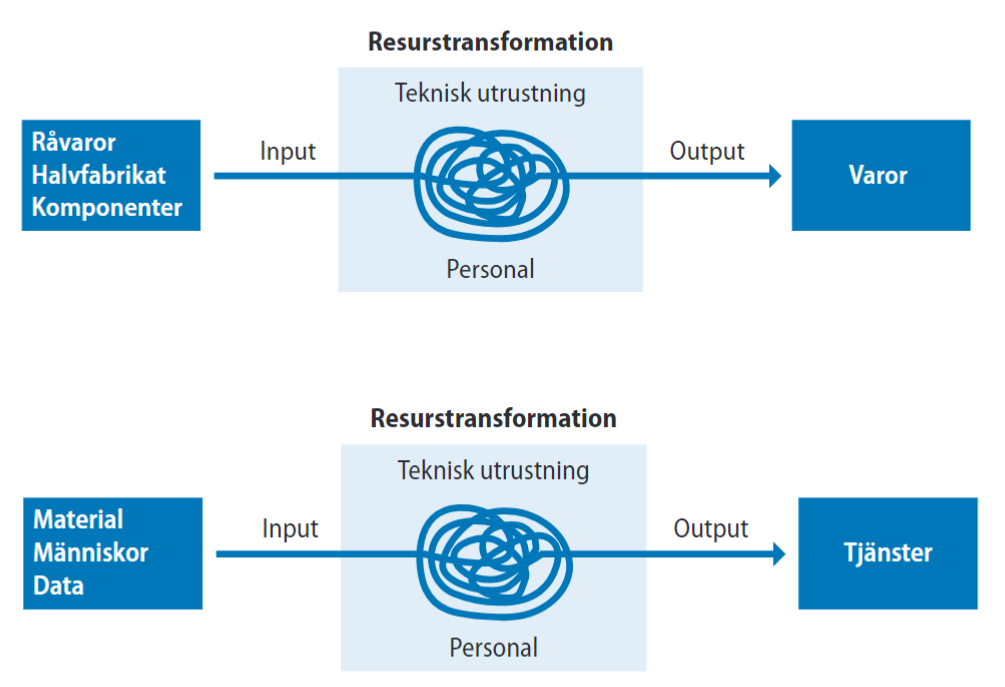 Resurstransformation
Teknisk utrustning
Råvaror
Halvfabrikat
Komponenter
Input
Output
Varor
Personal
Resurstransformation
Teknisk utrustning
Material
Människor
Data
Input
Output
Tjänster
Personal